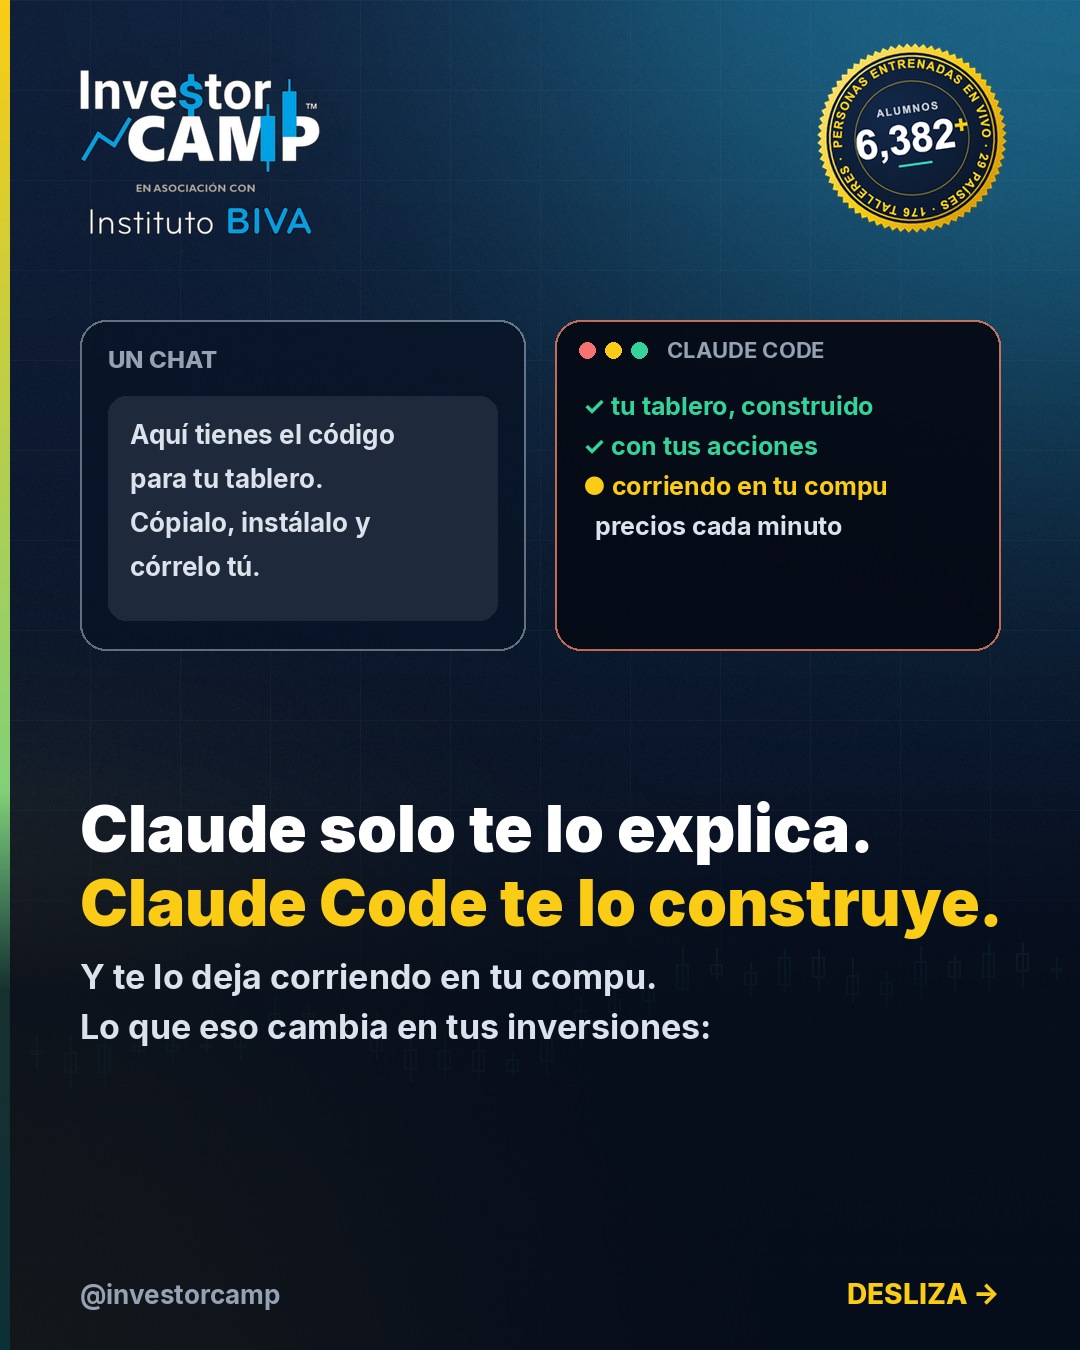 Inve$tor
CAMP™
EN ASOCIACIÓN CON
Instituto BIVA
PERSONAS ENTRENADAS EN VIVO · 29 PAÍSES · 176 TALLERES ·
ALUMNOS
6,382+
UN CHAT
Aquí tienes el código
para tu tablero.
Cópialo, instálalo y
córrelo tú.
CLAUDE CODE
✓ tu tablero, construido
✓ con tus acciones
● corriendo en tu compu
precios cada minuto
Claude solo te lo explica.
Claude Code te lo construye.
Y te lo deja corriendo en tu compu.
Lo que eso cambia en tus inversiones:
@investorcamp
DESLIZA →